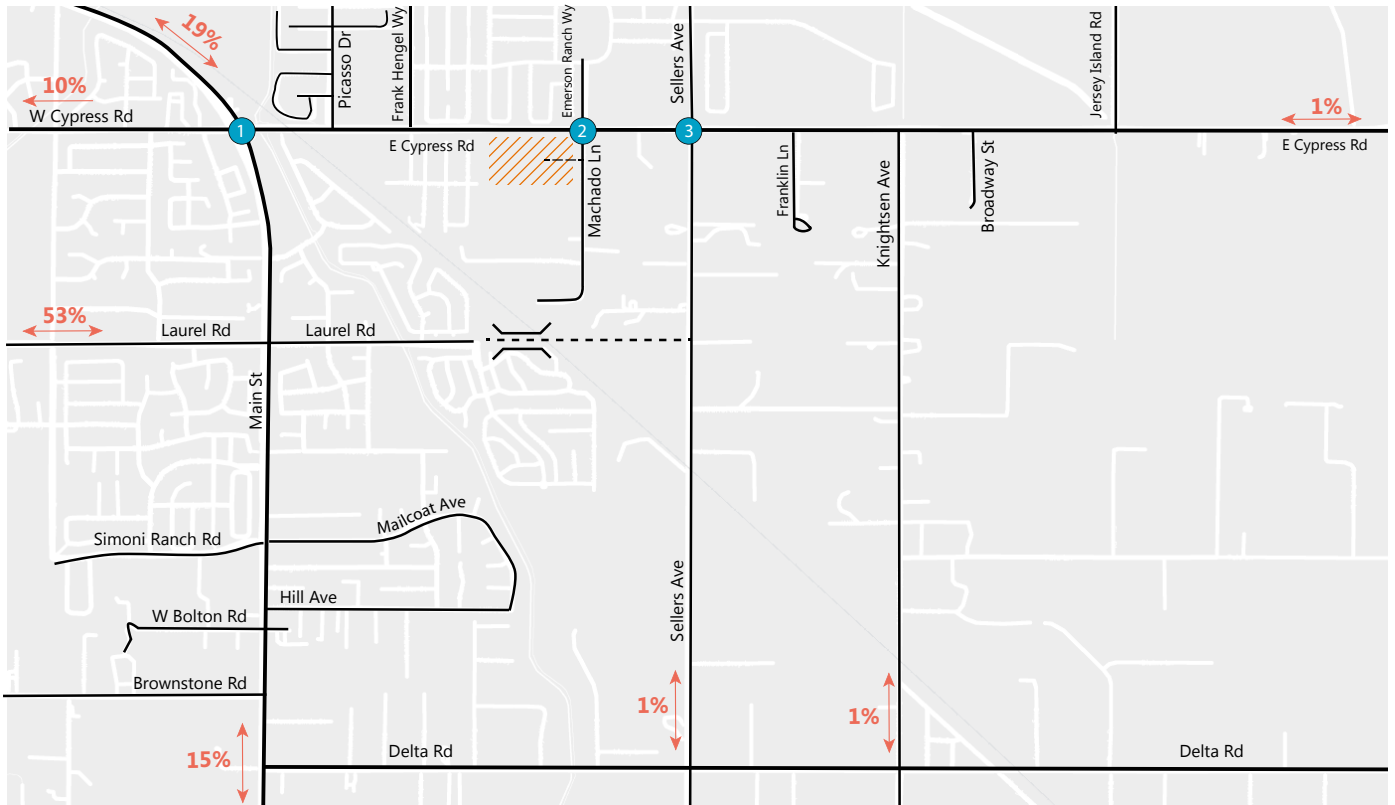 19%
10%
W Cypress Rd
Picasso Dr
Frank Hengel Wy
Emerson Ranch Wy
Sellers Ave
Jersey Island Rd
1%
E Cypress Rd
1
2
3
E Cypress Rd
Machado Ln
Franklin Ln
Knightsen Ave
Broadway St
53%
Laurel Rd
Laurel Rd
Main St
Mailcoat Ave
Simoni Ranch Rd
Hill Ave
W Bolton Rd
Sellers Ave
Brownstone Rd
1%
1%
15%
Delta Rd
Delta Rd